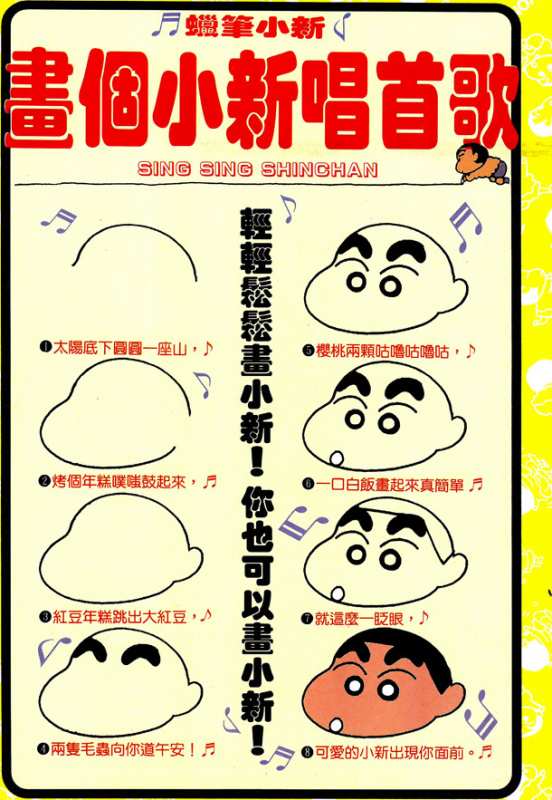 蠟筆小新
畫個小新唱首歌
SING SING SHINCHAN
輕輕鬆鬆畫小新！你也可以畫小新！
❶太陽底下圓圓一座山，♪
❷烤個年糕噗嗤鼓起來，♬
❸紅豆年糕跳出大紅豆，♪
❹兩隻毛蟲向你道午安！♬
❺櫻桃兩顆咕嚕咕嚕咕，♪
❻一口白飯畫起來真簡單♬
❼就這麼一眨眼，♪
❽可愛的小新出現你面前。♬